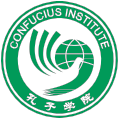 CONFUCIUS INSTITUTE
孔子学院